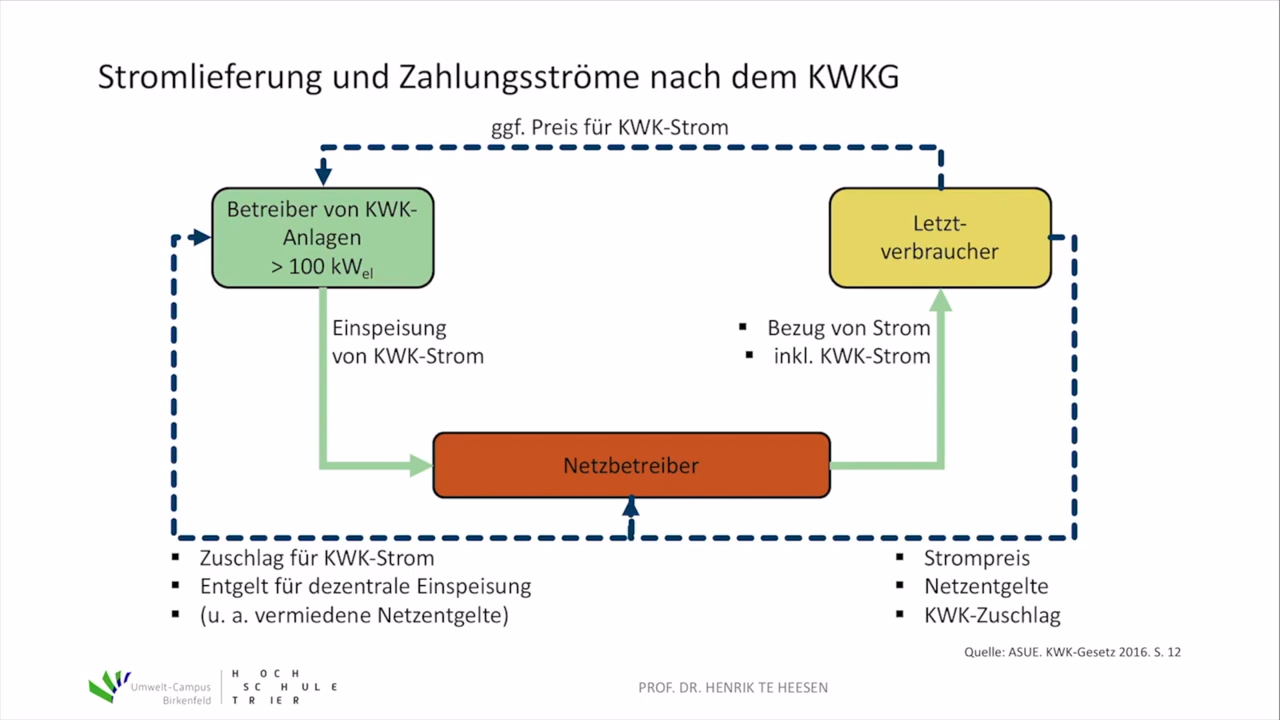 Stromlieferung und Zahlungsströme nach dem KWKG
ggf. Preis für KWK-Strom
Betreiber von KWK-
Anlagen
> 100 kWel
Letzt-
verbraucher
Einspeisung
von KWK-Strom
▪ Bezug von Strom
▪ inkl. KWK-Strom
Netzbetreiber
▪ Zuschlag für KWK-Strom
▪ Entgelt für dezentrale Einspeisung
▪ (u. a. vermiedene Netzentgelte)
▪ Strompreis
▪ Netzentgelte
▪ KWK-Zuschlag
Quelle: ASUE. KWK-Gesetz 2016. S. 12
Umwelt-Campus
Birkenfeld
HOCH
SCHULE
TRIER
PROF. DR. HENRIK TE HEESEN